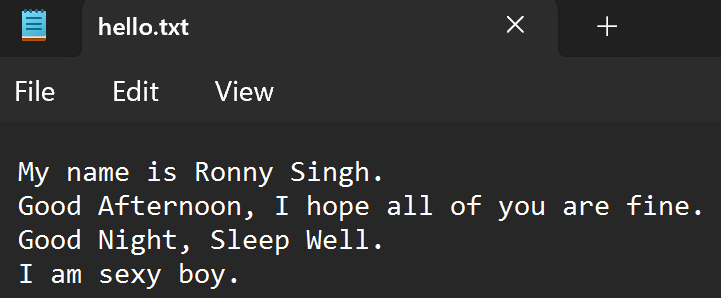 hello.txt
File Edit View
My name is Ronny Singh.
Good Afternoon, I hope all of you are fine.
Good Night, Sleep Well.
I am sexy boy.